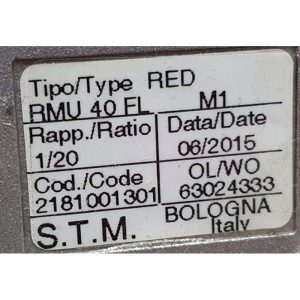 Tipo/Type RED
RMU 40 FL M1
Rapp./Ratio Data/Date
1/20 06/2015
Cod./Code OL/WO
2181001301 63024333
S.T.M. BOLOGNA
Italy